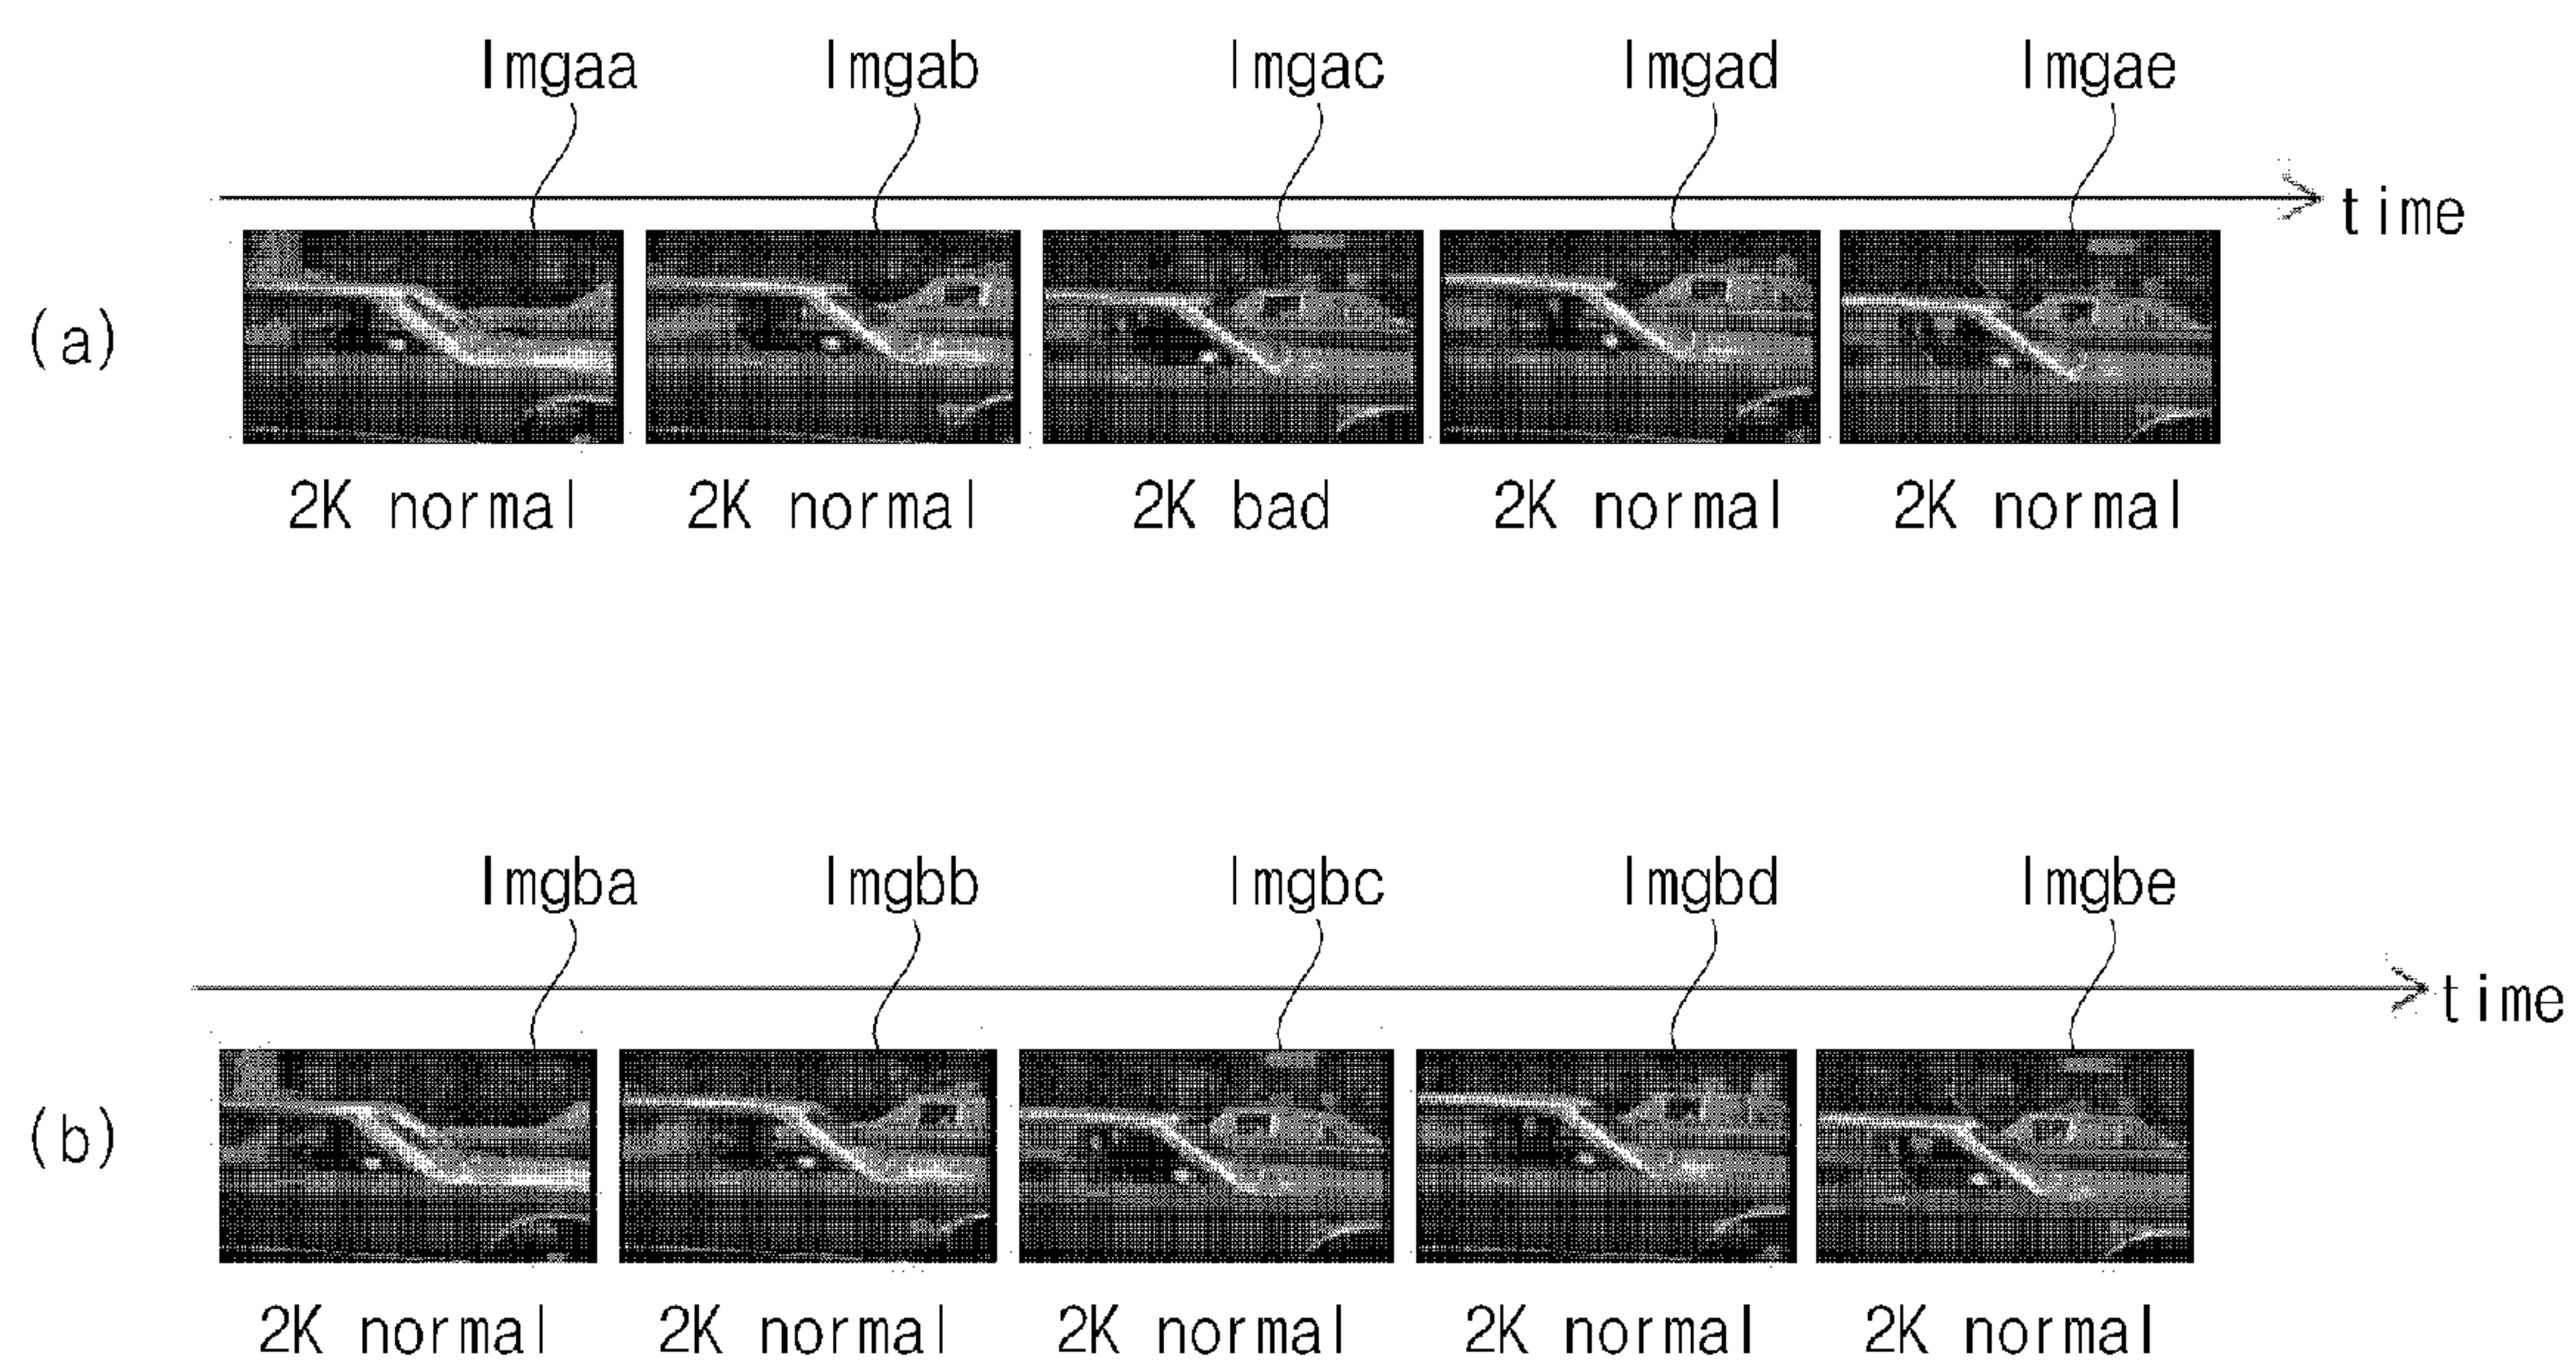 Imgaa Imgab Imgac Imgad Imgae
time
(a)
2K normal 2K normal 2K bad 2K normal 2K normal
Imgba Imgbb Imgbc Imgbd Imgbe
time
(b)
2K normal 2K normal 2K normal 2K normal 2K normal